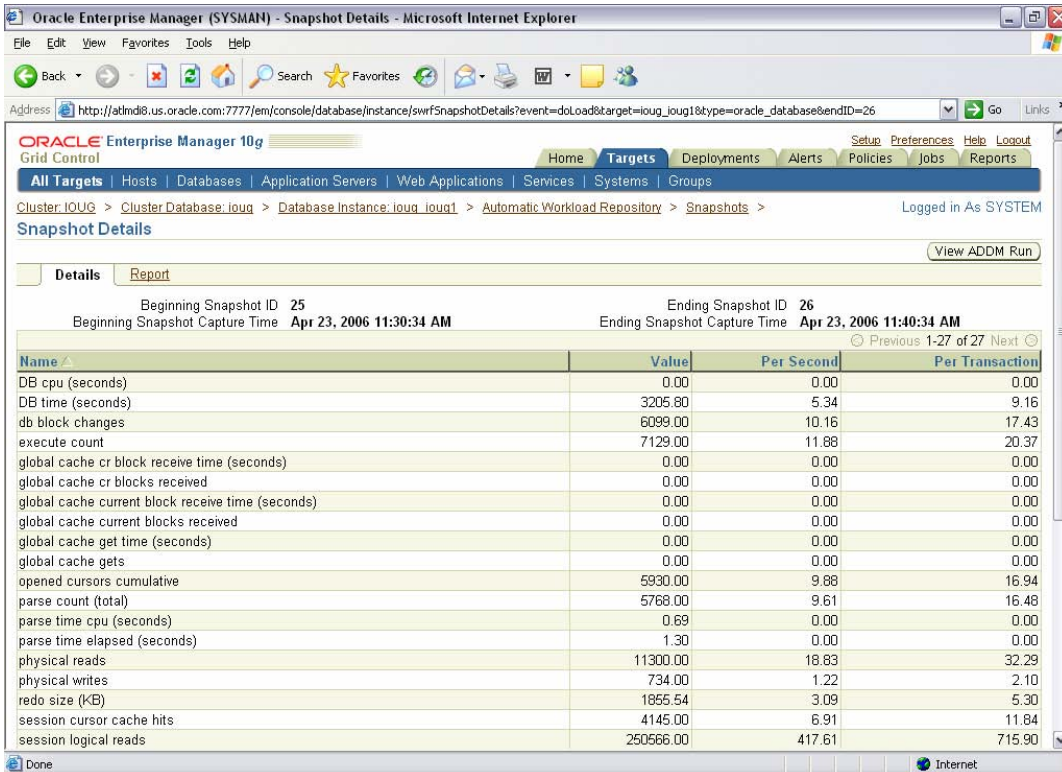 Oracle Enterprise Manager (SYSMAN) - Snapshot Details - Microsoft Internet Explorer
File Edit View Favorites Tools Help
Back Search Favorites
Address http://atlmdi8.us.oracle.com:7777/em/console/database/instance/swrfSnapshotDetails?event=doLoad&target=ioug_ioug1&type=oracle_database&endID=26 Go Links
ORACLE Enterprise Manager 10g Setup Preferences Help Logout
Grid Control Home Targets Deployments Alerts Policies Jobs Reports
All Targets | Hosts | Databases | Application Servers | Web Applications | Services | Systems | Groups
Cluster: IOUG > Cluster Database: ioug > Database Instance: ioug_ioug1 > Automatic Workload Repository > Snapshots > Logged in As SYSTEM
Snapshot Details
View ADDM Run
Details Report
Beginning Snapshot ID 25 Ending Snapshot ID 26
Beginning Snapshot Capture Time Apr 23, 2006 11:30:34 AM Ending Snapshot Capture Time Apr 23, 2006 11:40:34 AM
Previous 1-27 of 27 Next
Name Value Per Second Per Transaction
DB cpu (seconds) 0.00 0.00 0.00
DB time (seconds) 3205.80 5.34 9.16
db block changes 6099.00 10.16 17.43
execute count 7129.00 11.88 20.37
global cache cr block receive time (seconds) 0.00 0.00 0.00
global cache cr blocks received 0.00 0.00 0.00
global cache current block receive time (seconds) 0.00 0.00 0.00
global cache current blocks received 0.00 0.00 0.00
global cache get time (seconds) 0.00 0.00 0.00
global cache gets 0.00 0.00 0.00
opened cursors cumulative 5930.00 9.88 16.94
parse count (total) 5768.00 9.61 16.48
parse time cpu (seconds) 0.69 0.00 0.00
parse time elapsed (seconds) 1.30 0.00 0.00
physical reads 11300.00 18.83 32.29
physical writes 734.00 1.22 2.10
redo size (KB) 1855.54 3.09 5.30
session cursor cache hits 4145.00 6.91 11.84
session logical reads 250566.00 417.61 715.90
Done Internet